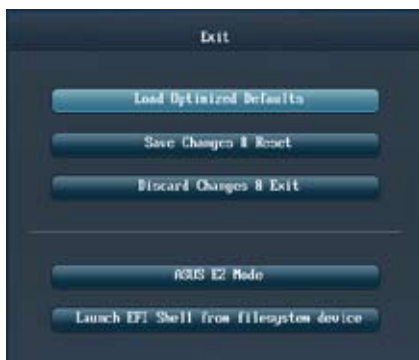 Exit
Load Optimized Defaults
Save Changes & Reset
Discard Changes & Exit
ASUS EZ Mode
Launch EFI Shell from filesystem device